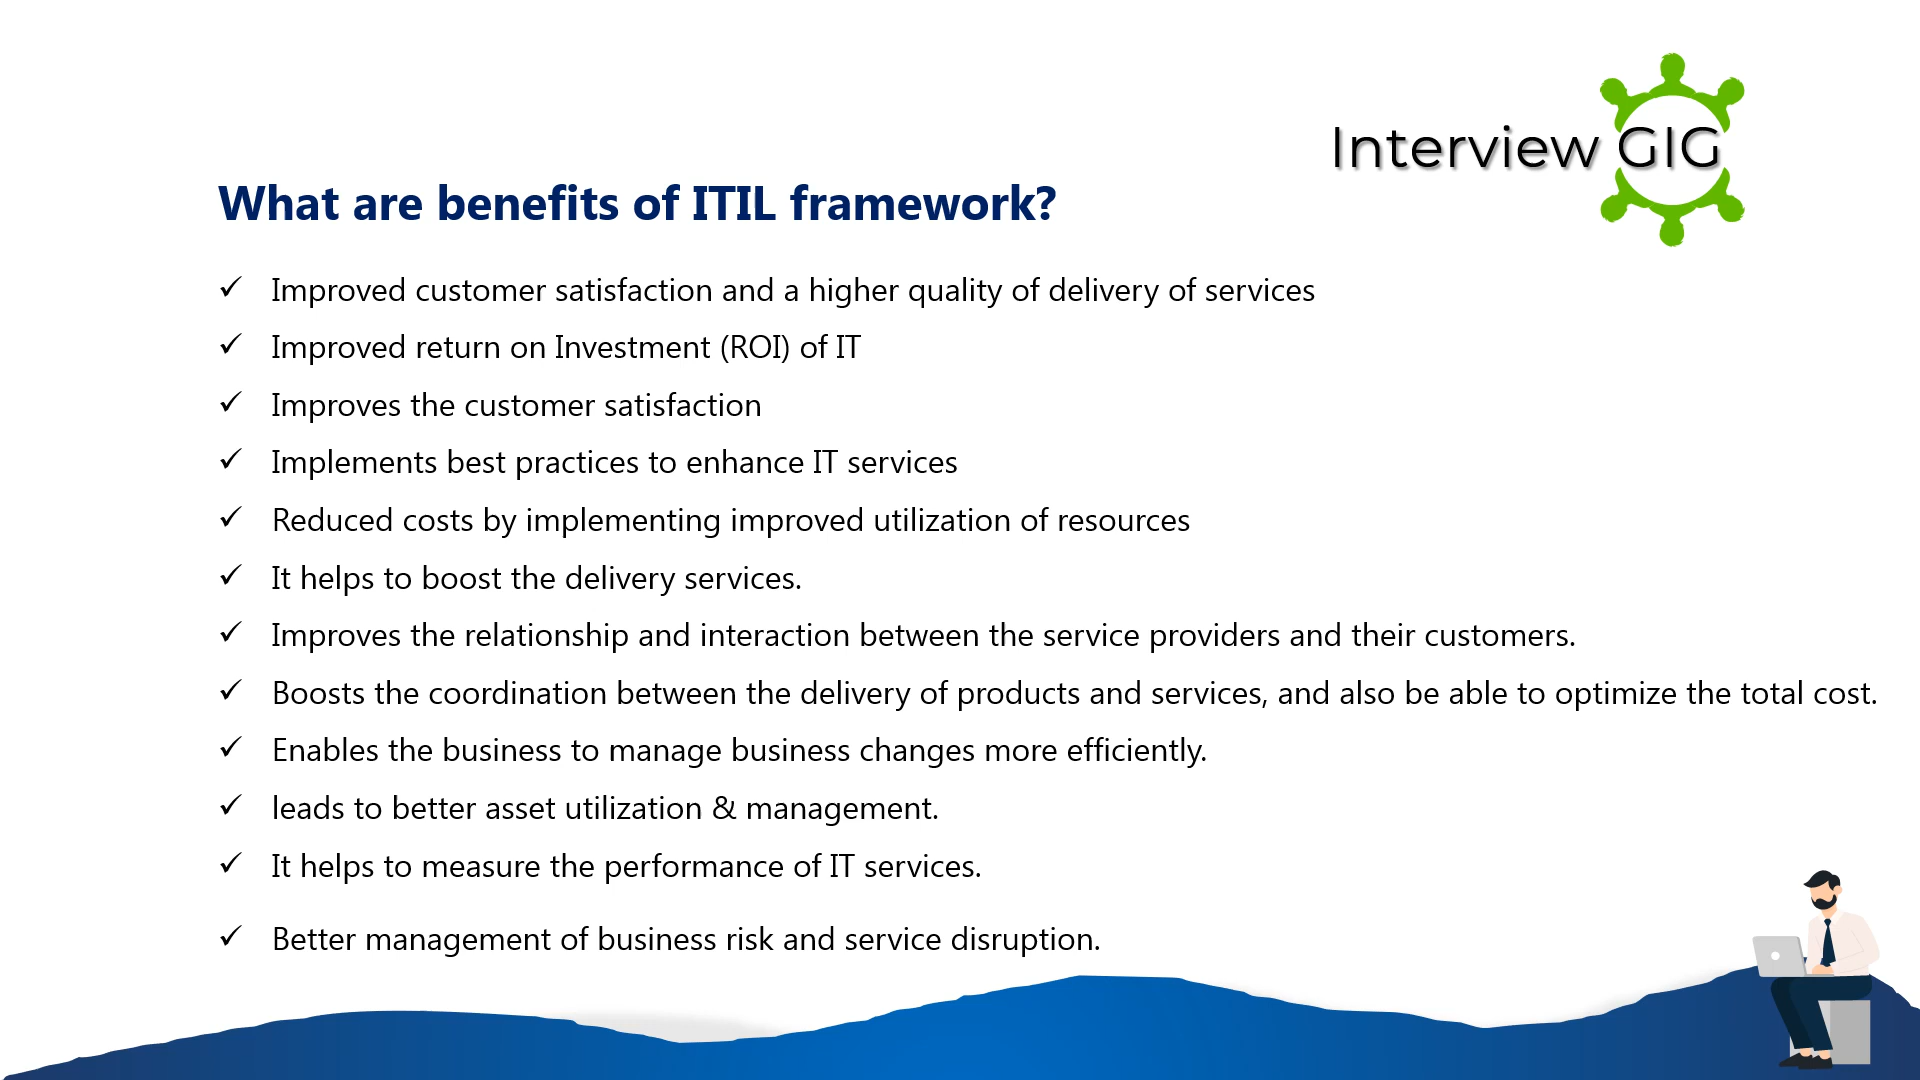 Interview GIG
What are benefits of ITIL framework?
✓ Improved customer satisfaction and a higher quality of delivery of services
✓ Improved return on Investment (ROI) of IT
✓ Improves the customer satisfaction
✓ Implements best practices to enhance IT services
✓ Reduced costs by implementing improved utilization of resources
✓ It helps to boost the delivery services.
✓ Improves the relationship and interaction between the service providers and their customers.
✓ Boosts the coordination between the delivery of products and services, and also be able to optimize the total cost.
✓ Enables the business to manage business changes more efficiently.
✓ leads to better asset utilization & management.
✓ It helps to measure the performance of IT services.
✓ Better management of business risk and service disruption.